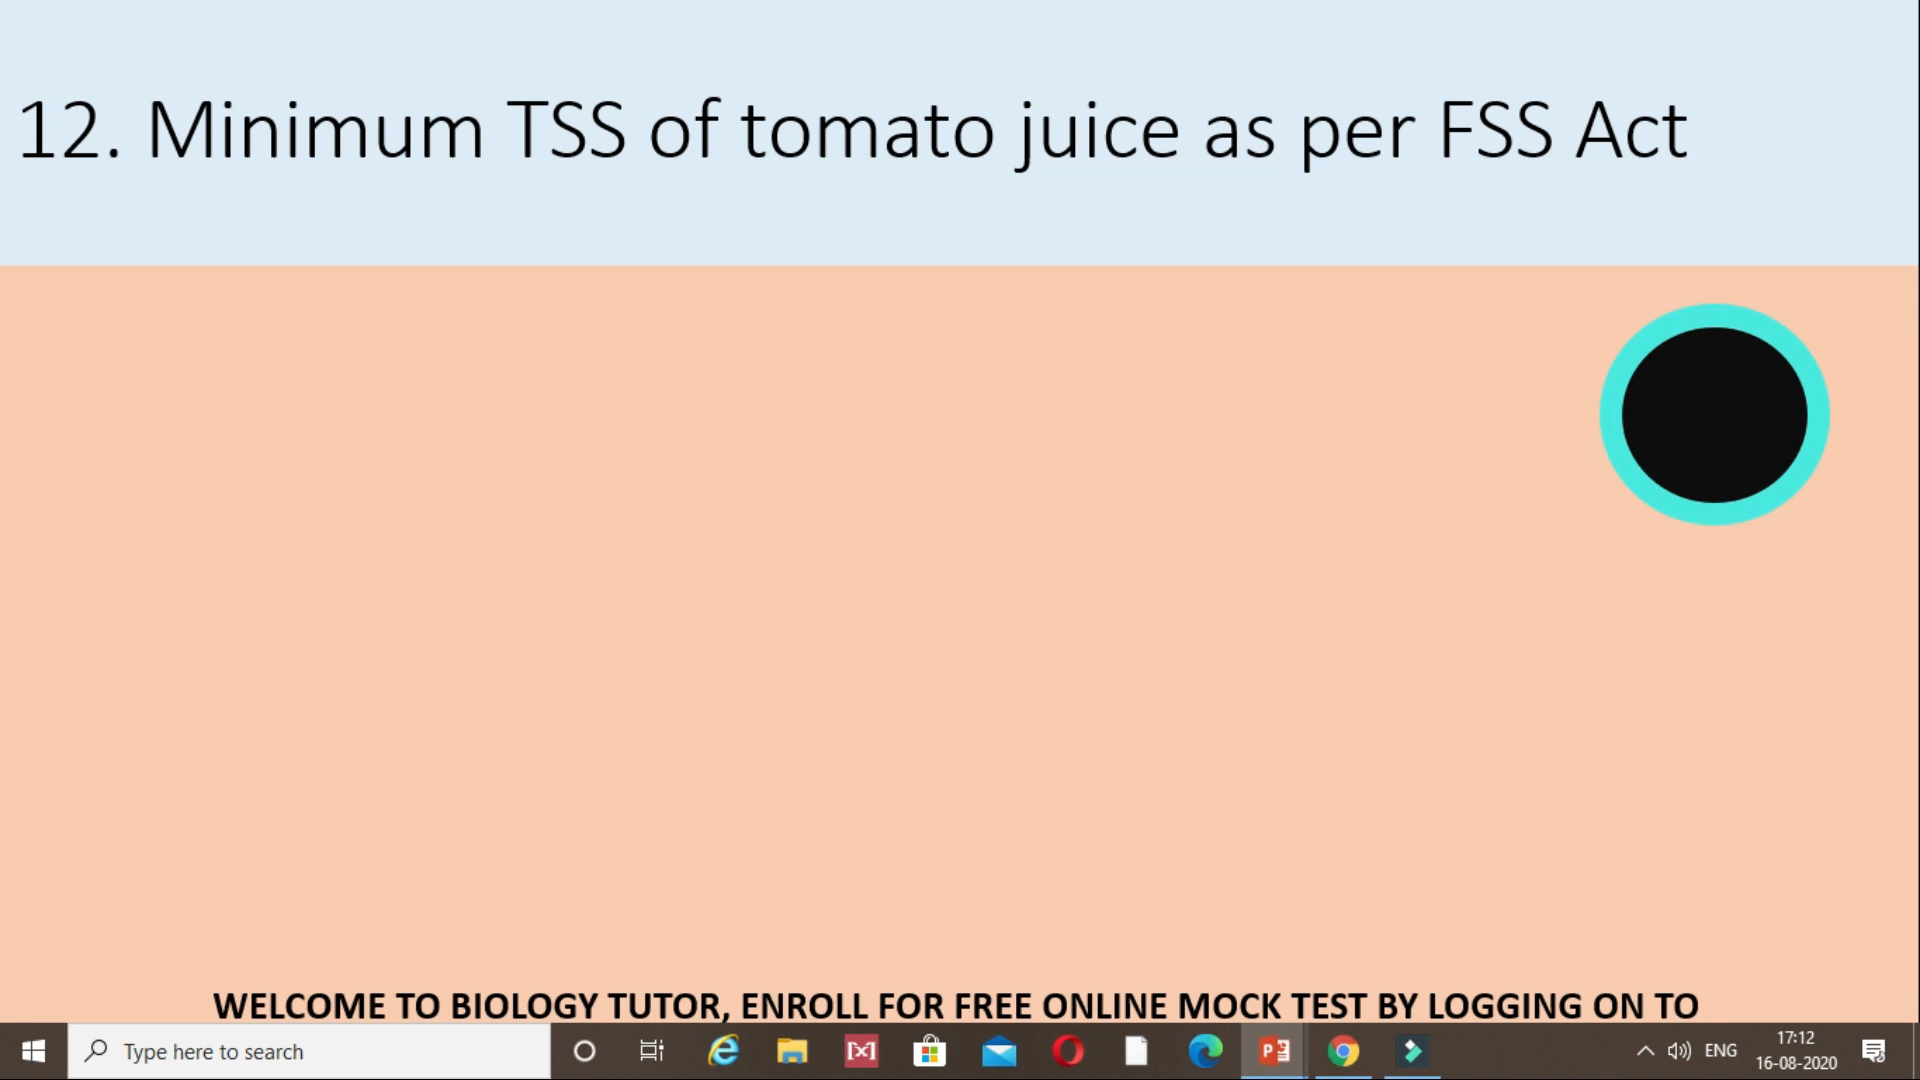 12. Minimum TSS of tomato juice as per FSS Act
WELCOME TO BIOLOGY TUTOR, ENROLL FOR FREE ONLINE MOCK TEST BY LOGGING ON TO
Type here to search
ENG
17:12
16-08-2020